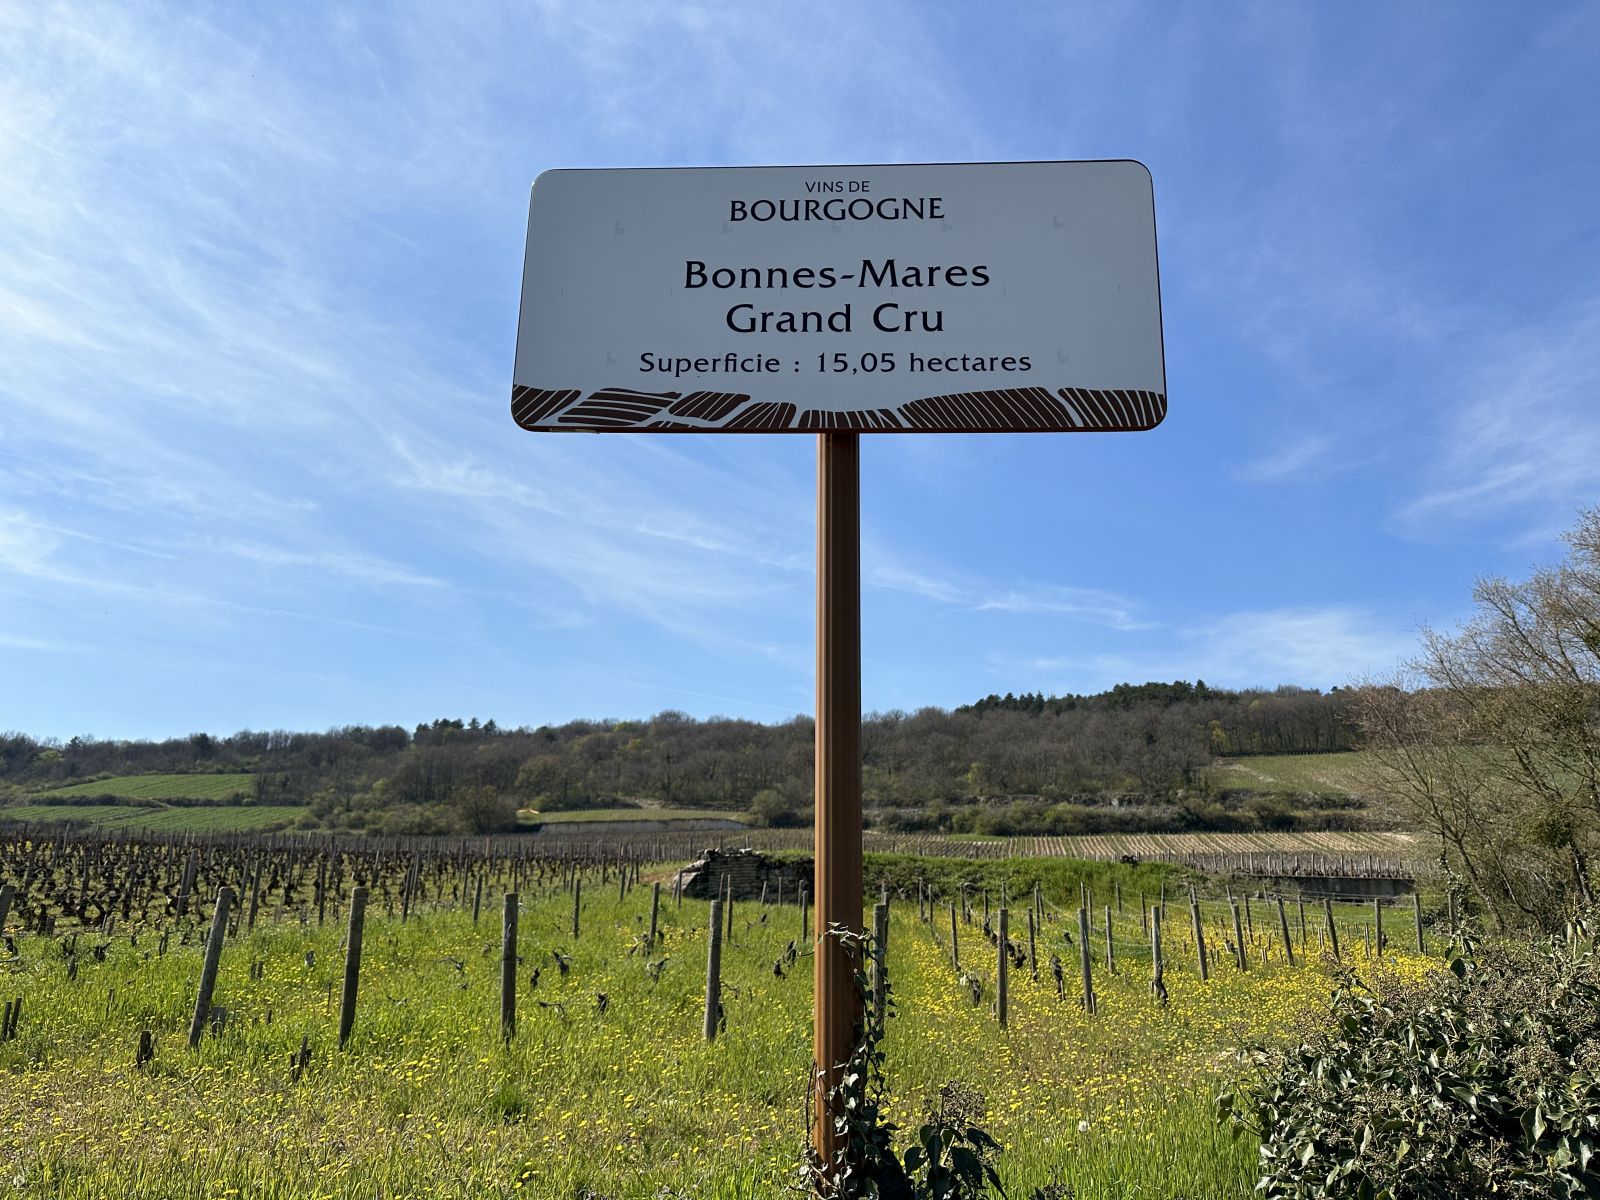 VINS DE
BOURGOGNE
Bonnes-Mares
Grand Cru
Superficie : 15,05 hectares